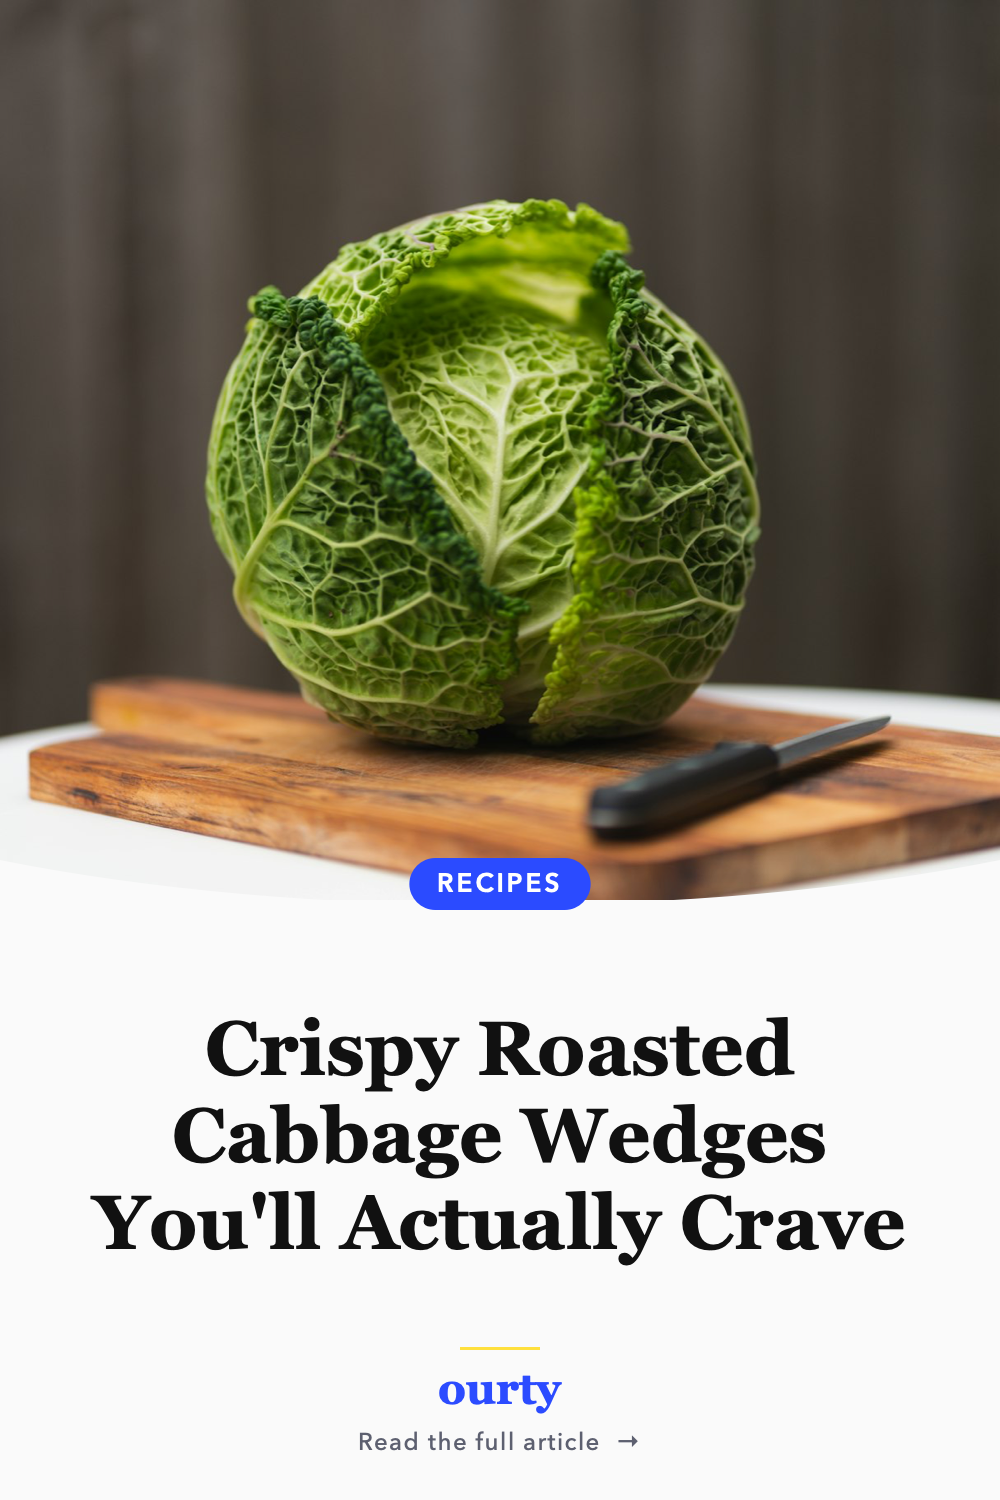 RECIPES
Crispy Roasted
Cabbage Wedges
You'll Actually Crave
ourty
Read the full article →